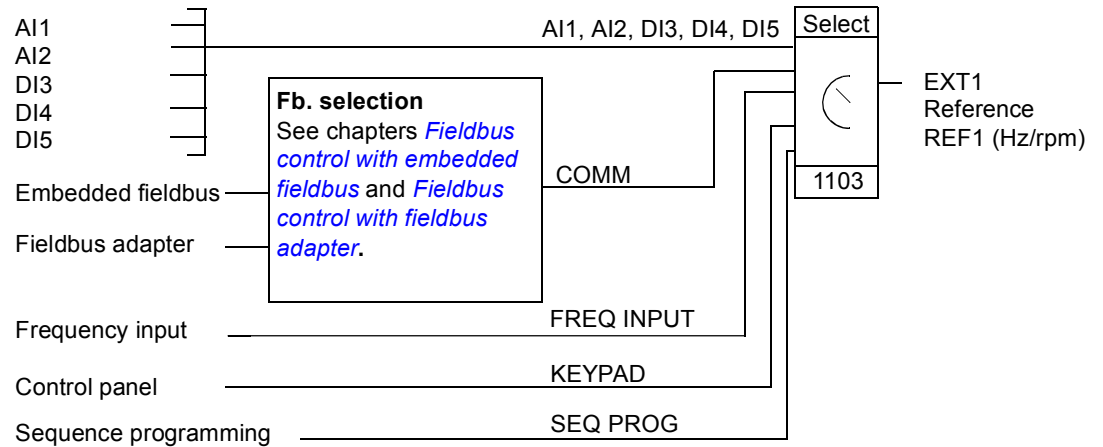 AI1
AI2
DI3
DI4
DI5
AI1, AI2, DI3, DI4, DI5
Select
1103
EXT1
Reference
REF1 (Hz/rpm)
Fb. selection
See chapters Fieldbus
control with embedded
fieldbus and Fieldbus
control with fieldbus
adapter.
Embedded fieldbus
Fieldbus adapter
COMM
Frequency input
FREQ INPUT
Control panel
KEYPAD
Sequence programming
SEQ PROG